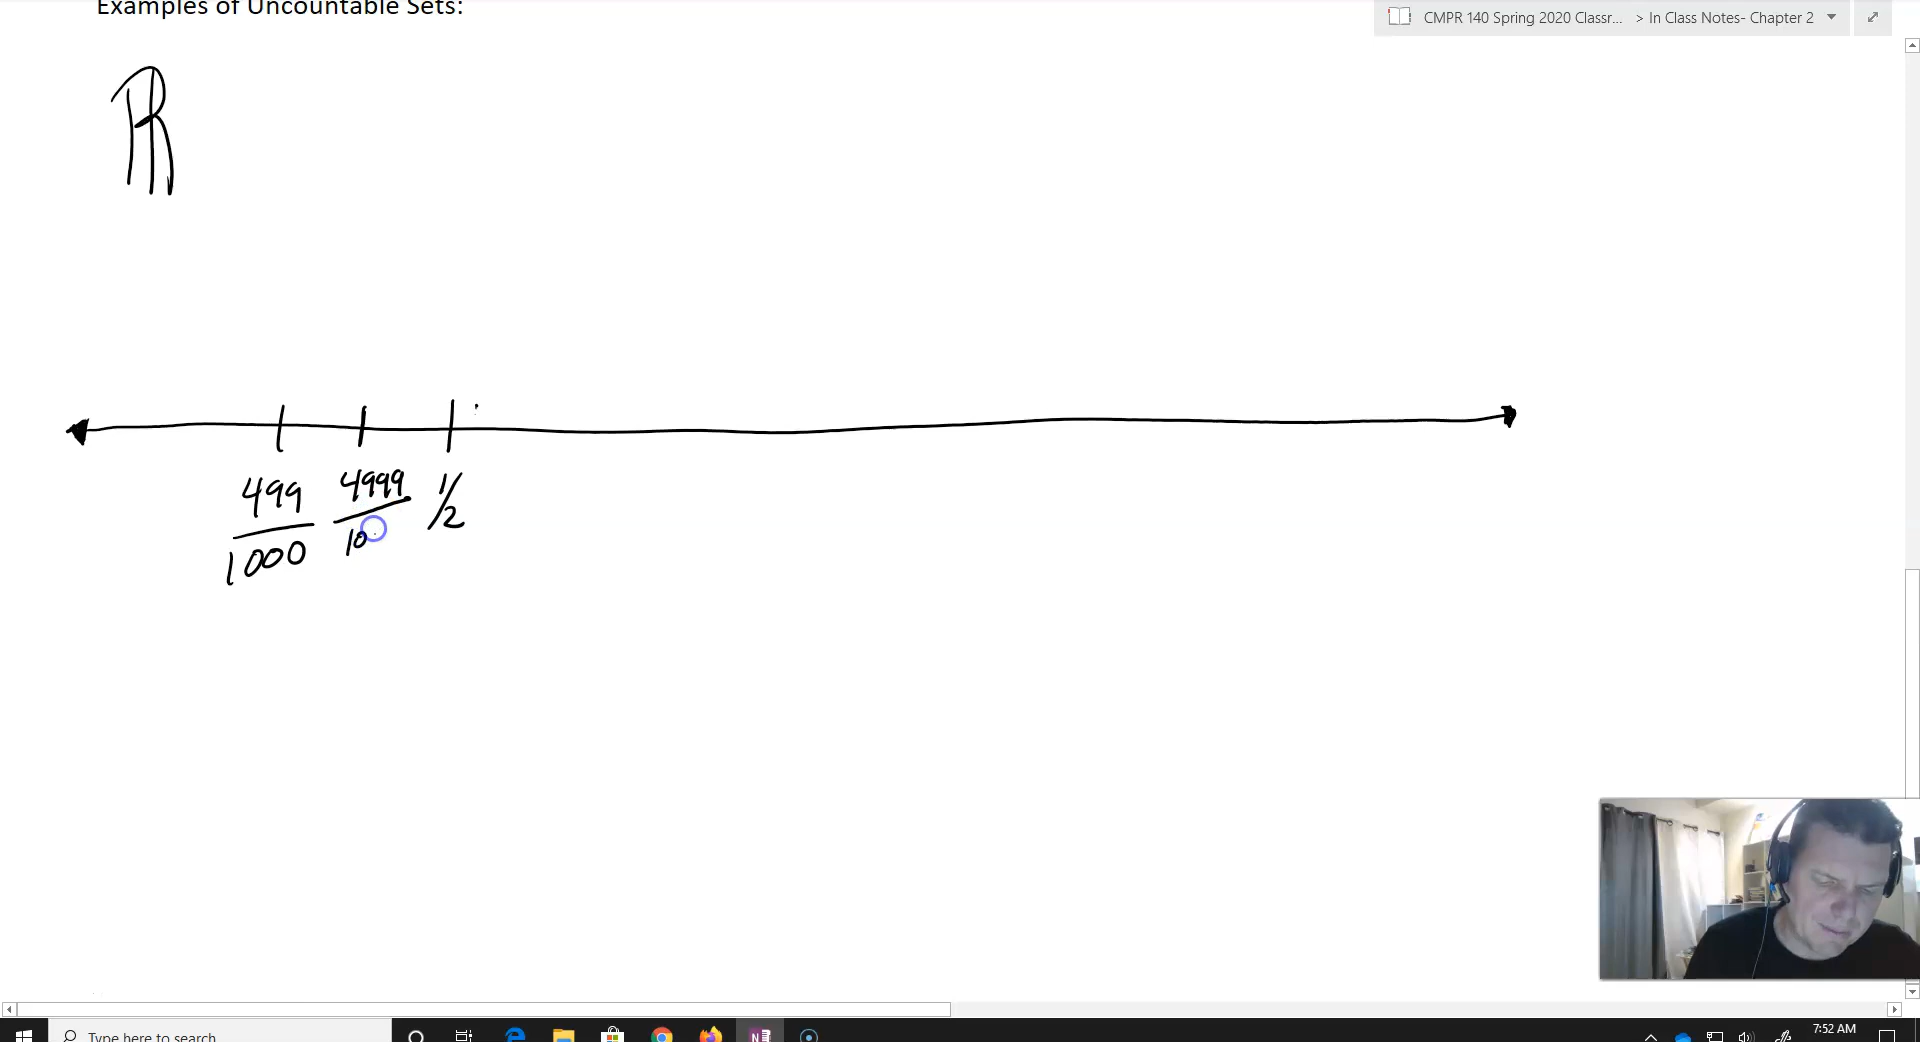 Examples of Uncountable Sets:
CMPR 140 Spring 2020 Classr... > In Class Notes- Chapter 2
ℝ
499 4999 1/2
1000 10
Type here to search
7:52 AM